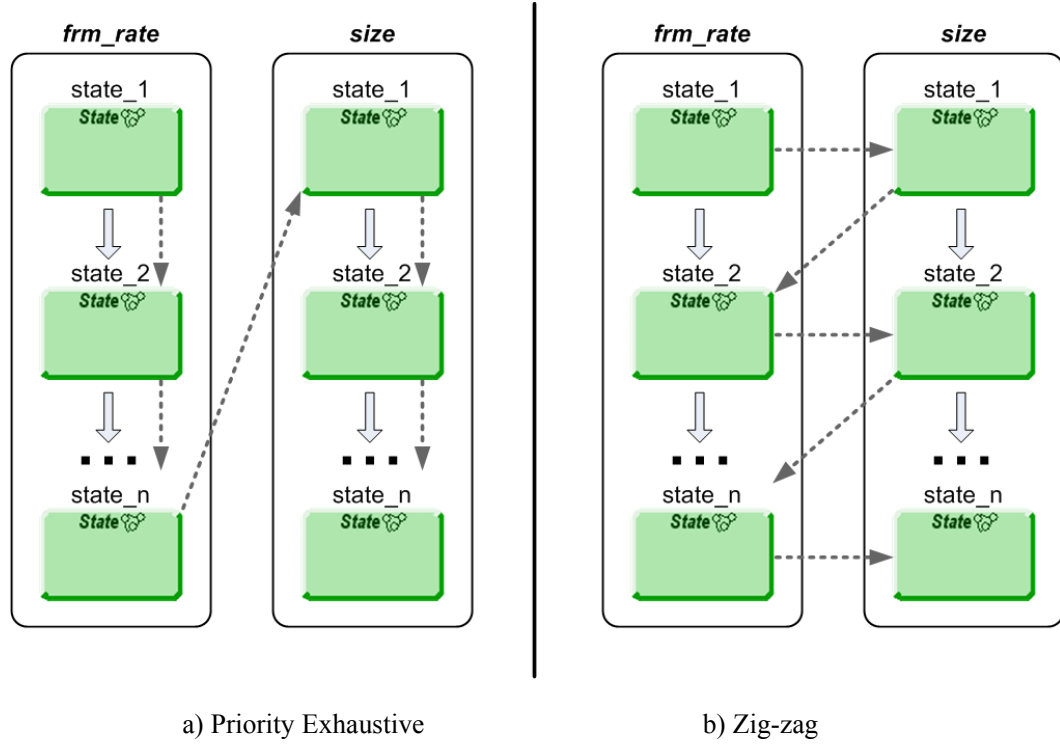 frm_rate
size
state_1
State
state_1
State
state_2
State
state_2
State
...
...
state_n
State
state_n
State
a) Priority Exhaustive
frm_rate
size
state_1
State
state_1
State
state_2
State
state_2
State
...
...
state_n
State
state_n
State
b) Zig-zag